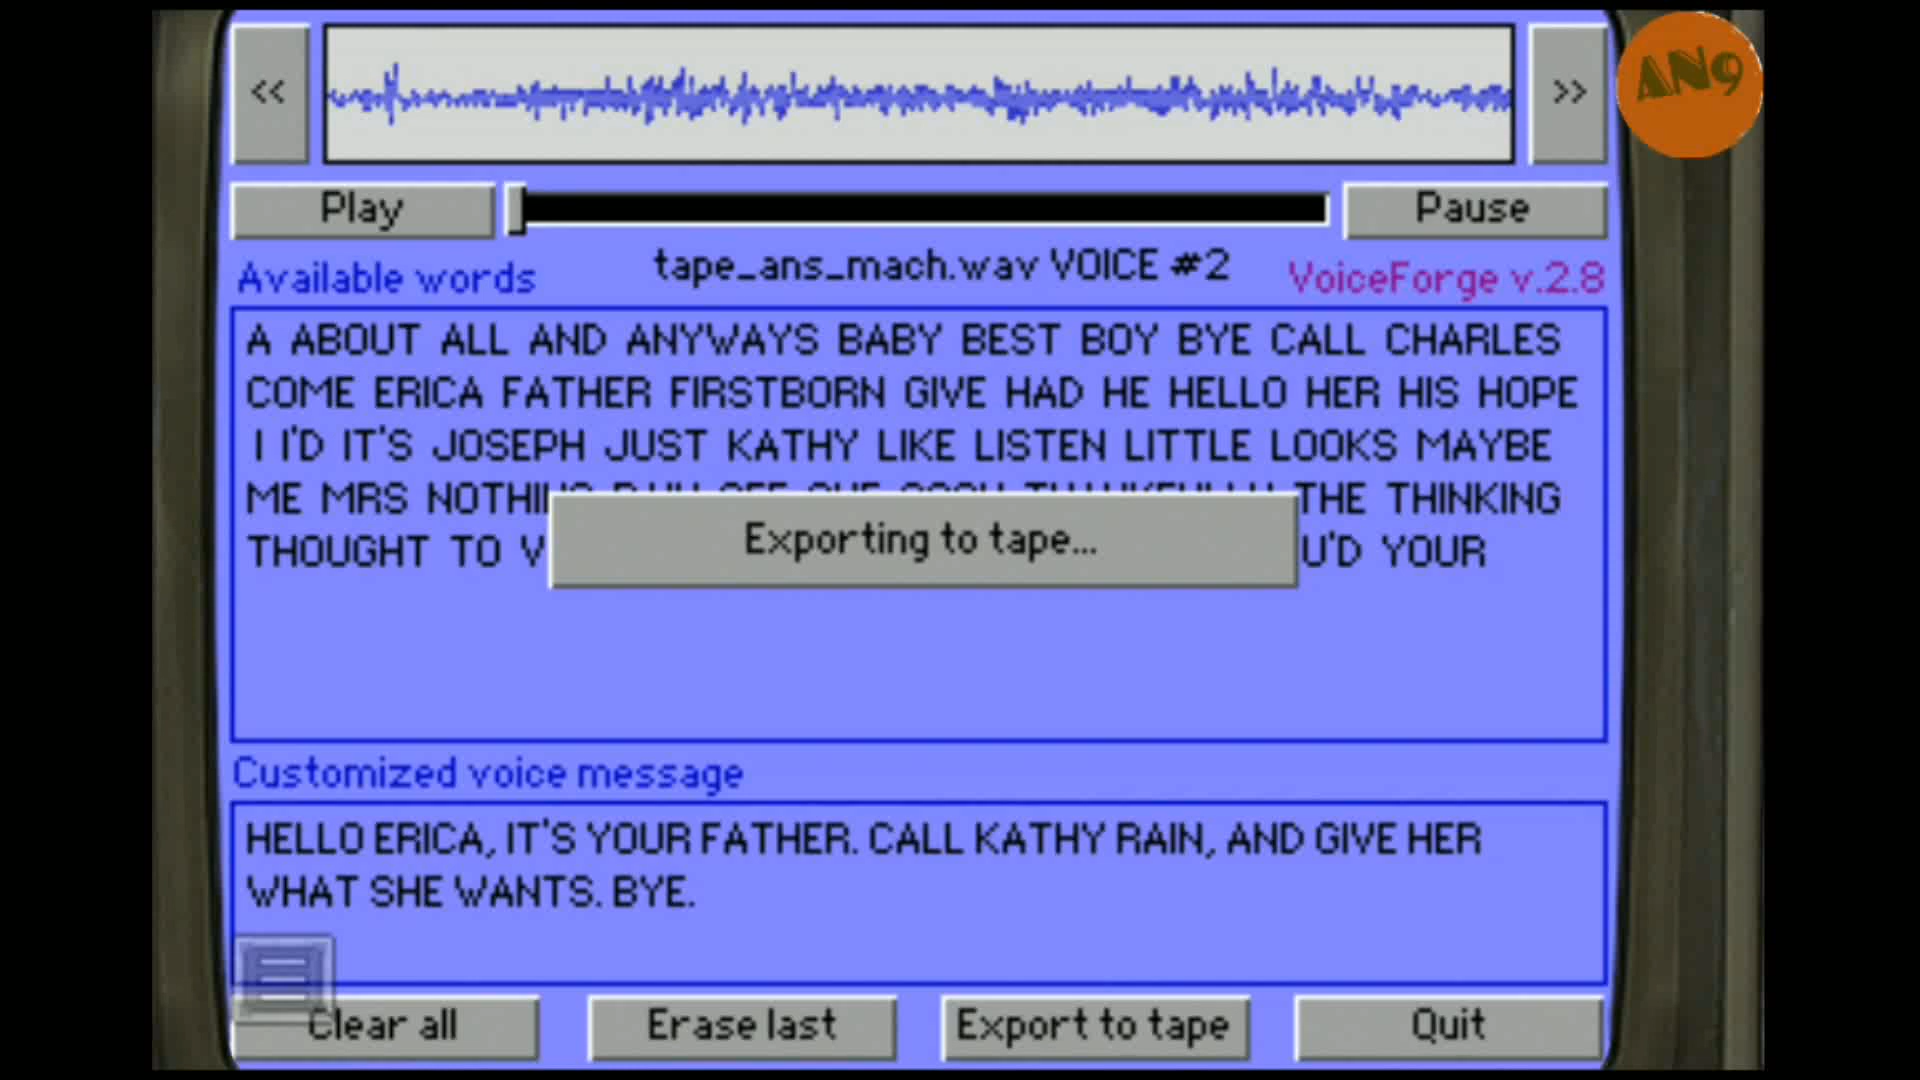 <<
>>
AN9
Play
Pause
tape_ans_mach.wav VOICE #2
Available words
VoiceForge v.2.8
A ABOUT ALL AND ANYWAYS BABY BEST BOY BYE CALL CHARLES
COME ERICA FATHER FIRSTBORN GIVE HAD HE HELLO HER HIS HOPE
I I'D IT'S JOSEPH JUST KATHY LIKE LISTEN LITTLE LOOKS MAYBE
ME MRS THE THINKING
Exporting to tape...
THOUGHT TO YOUR
Customized voice message
HELLO ERICA, IT'S YOUR FATHER. CALL KATHY RAIN, AND GIVE HER
WHAT SHE WANTS. BYE.
Clear all
Erase last
Export to tape
Quit